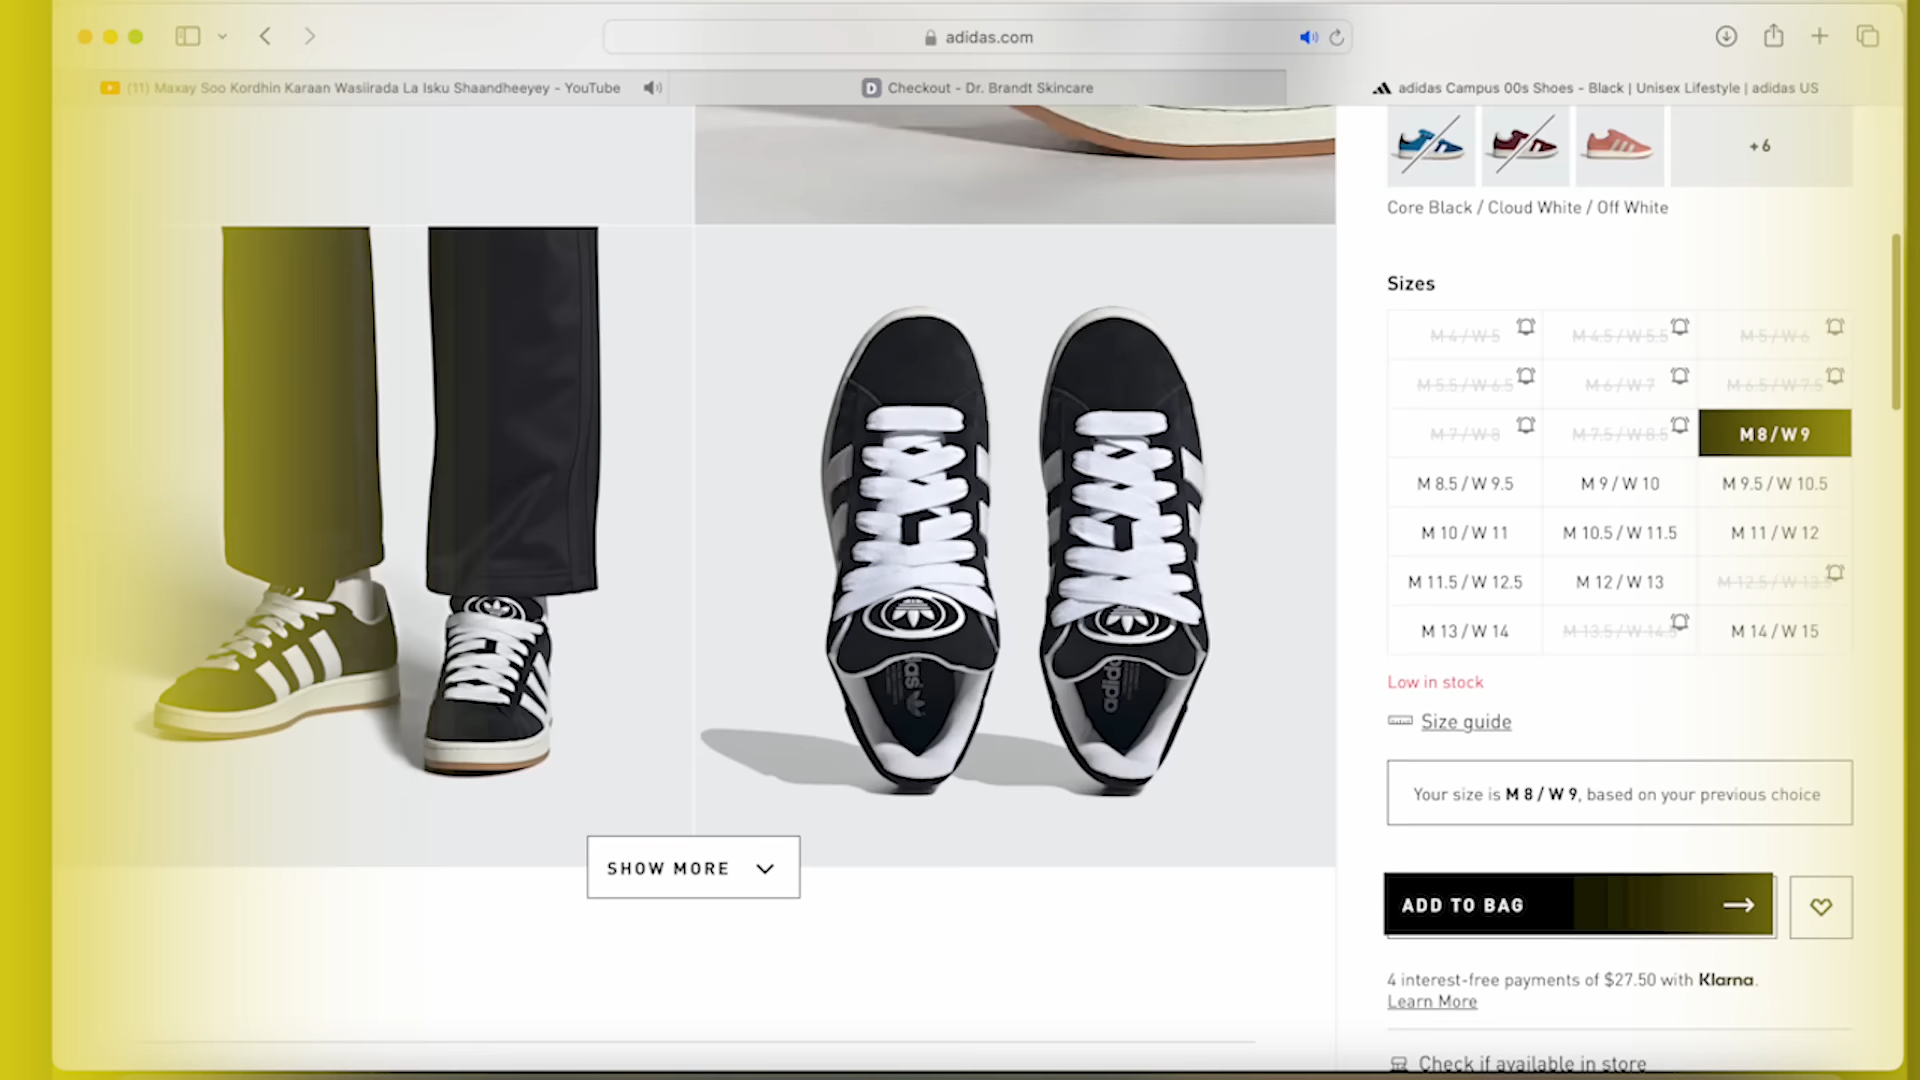 adidas.com
(11) Maxay Soo Kordhin Karaan Wasiirada La Isku Shaandheeyey - YouTube
Checkout - Dr. Brandt Skincare
adidas Campus 00s Shoes - Black | Unisex Lifestyle | adidas US
+6
Core Black / Cloud White / Off White
Sizes
M 4 / W 5
M 4.5 / W 5.5
M 5 / W 6
M 5.5 / W 6.5
M 6 / W 7
M 6.5 / W 7.5
M 7 / W 8
M 7.5 / W 8.5
M 8 / W 9
M 8.5 / W 9.5
M 9 / W 10
M 9.5 / W 10.5
M 10 / W 11
M 10.5 / W 11.5
M 11 / W 12
M 11.5 / W 12.5
M 12 / W 13
M 12.5 / W 13.5
M 13 / W 14
M 13.5 / W 14.5
M 14 / W 15
Low in stock
Size guide
Your size is M 8 / W 9, based on your previous choice
adidas
adidas
SHOW MORE
ADD TO BAG
4 interest-free payments of $27.50 with Klarna.
Learn More
Check if available in store